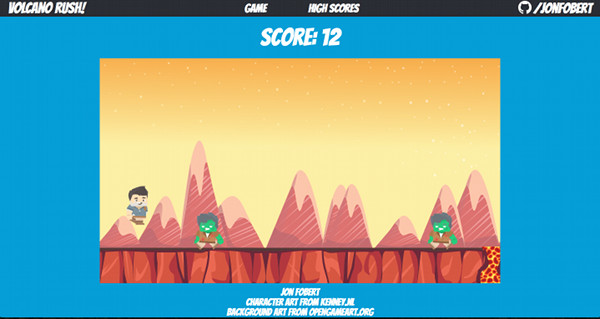 VOLCANO RUSH! GAME HIGH SCORES /JONFOBERT
SCORE: 12
JON FOBERT
CHARACTER ART FROM KENNEY.NL
BACKGROUND ART FROM OPENGAMEART.ORG